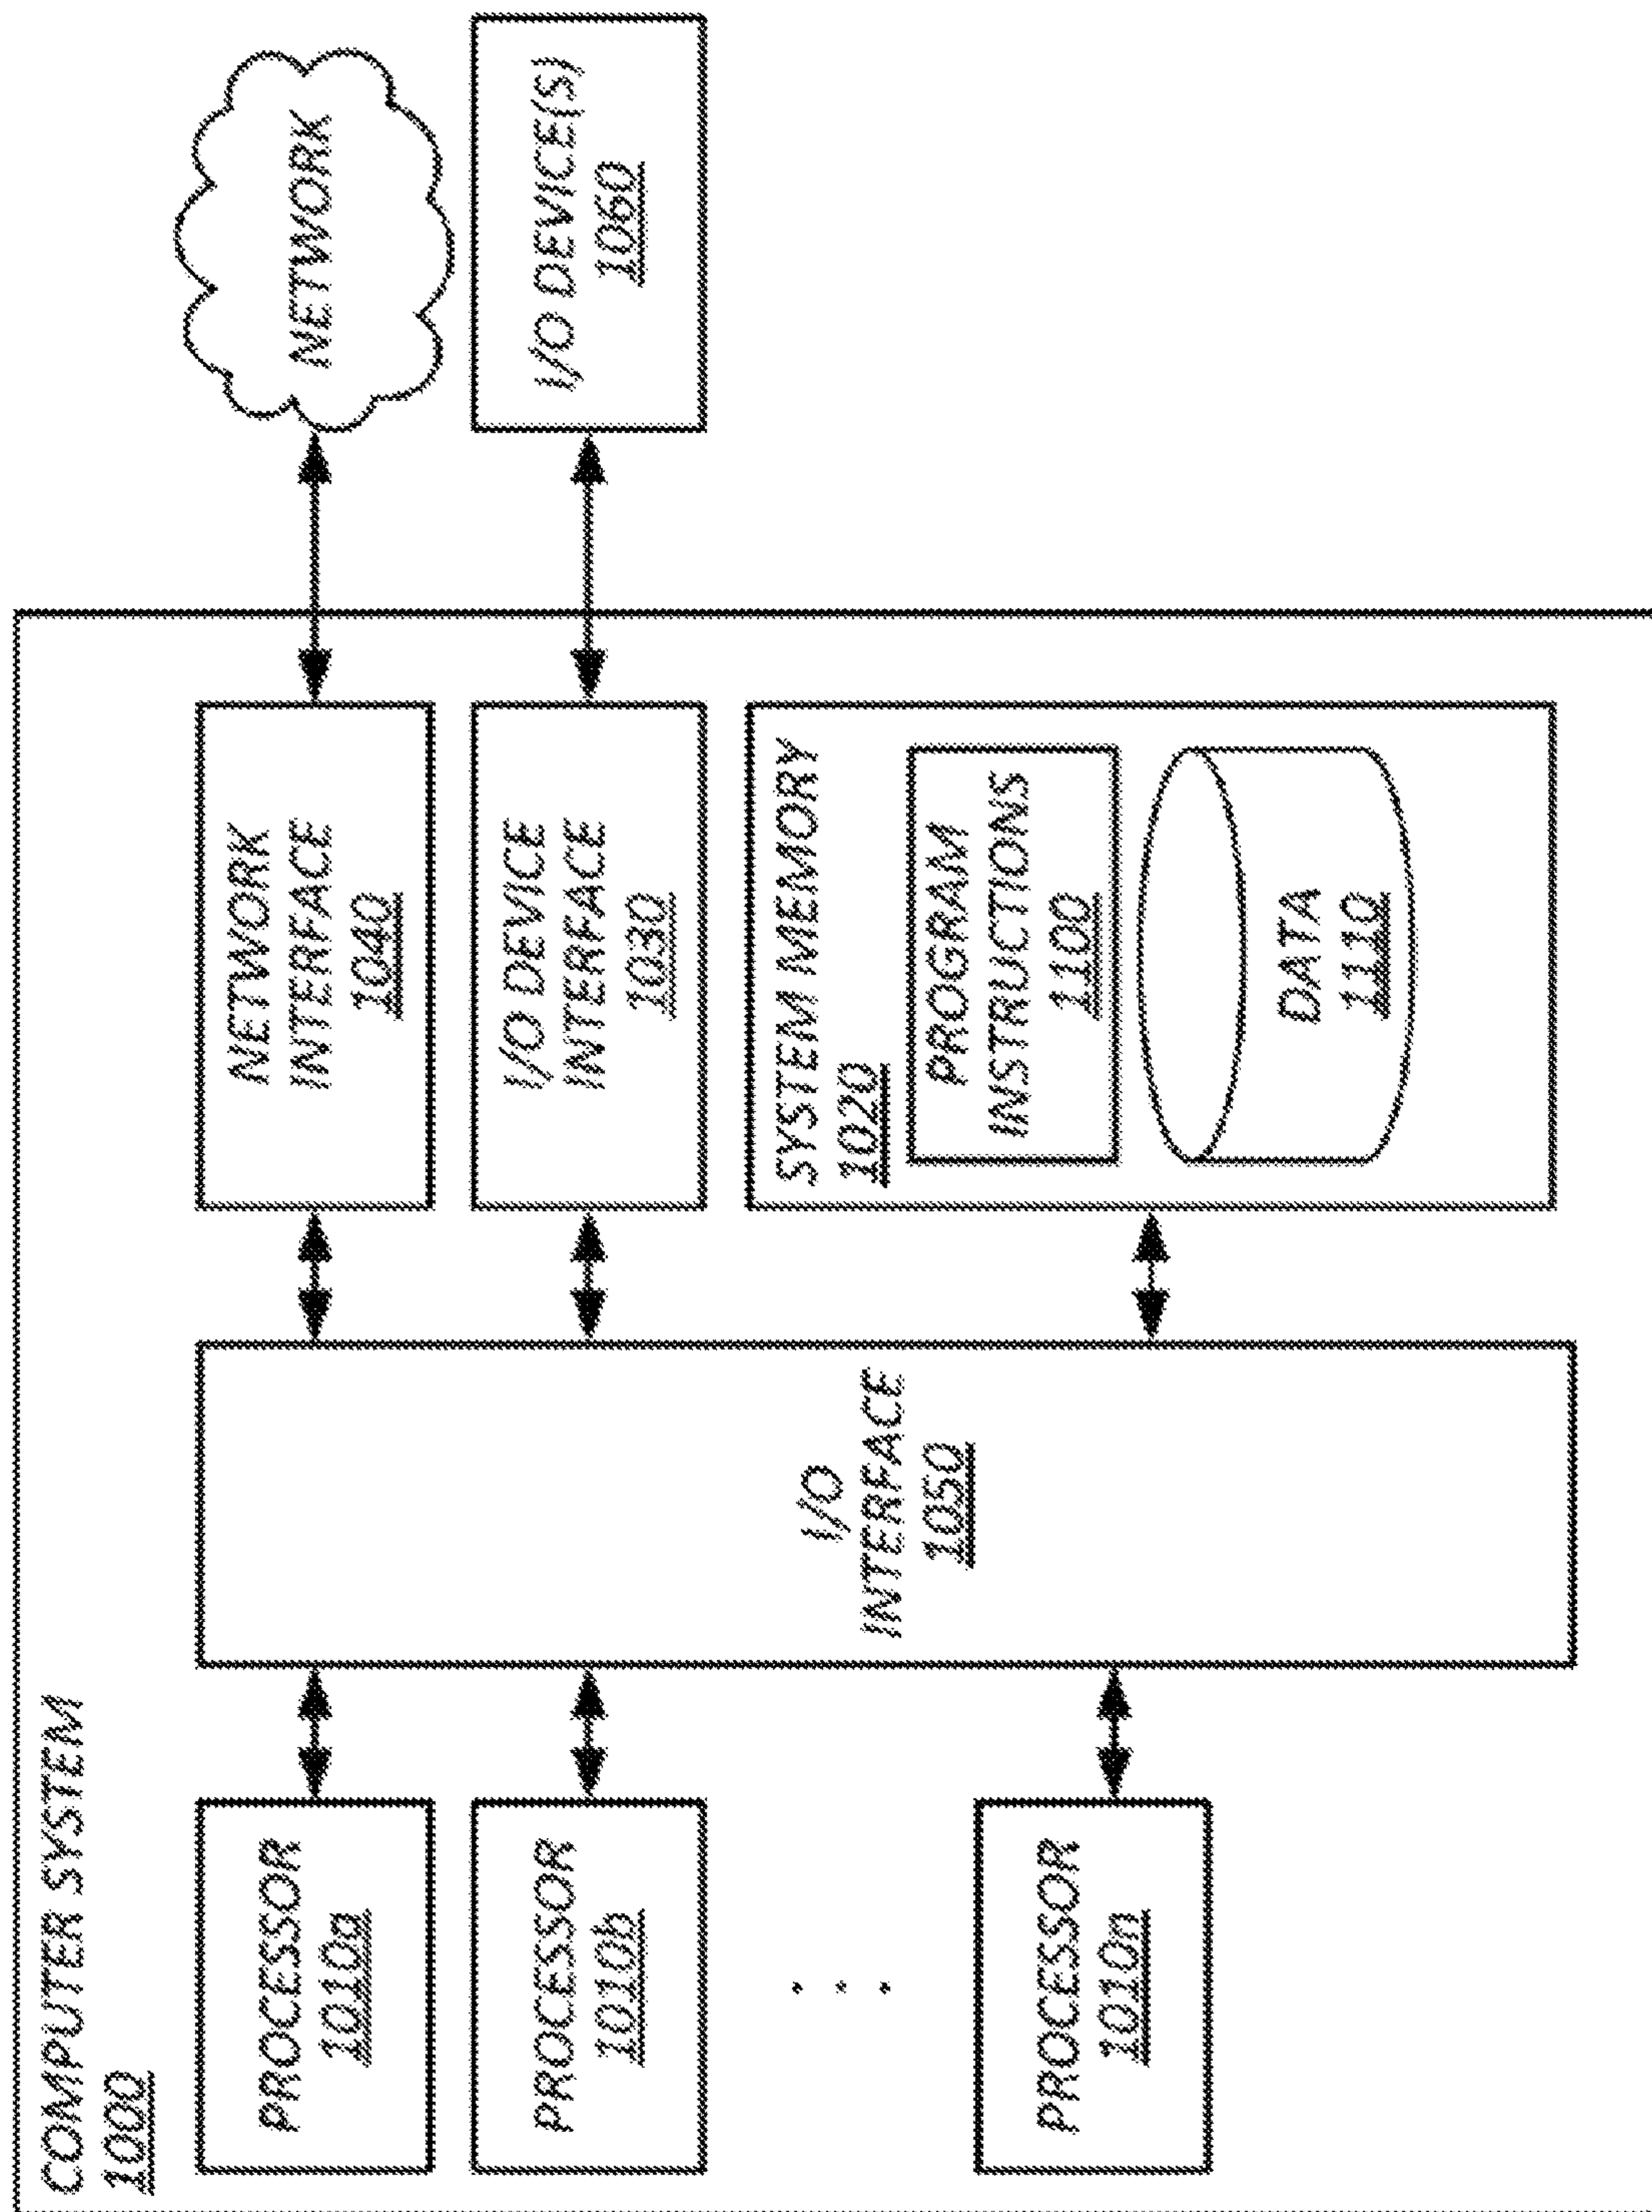 COMPUTER SYSTEM
1000
PROCESSOR
1010a
PROCESSOR
1010b
. . .
PROCESSOR
1010n
I/O
INTERFACE
1050
NETWORK
INTERFACE
1040
I/O DEVICE
INTERFACE
1030
SYSTEM MEMORY
1020
PROGRAM
INSTRUCTIONS
1100
DATA
1110
NETWORK
I/O DEVICE(S)
1060